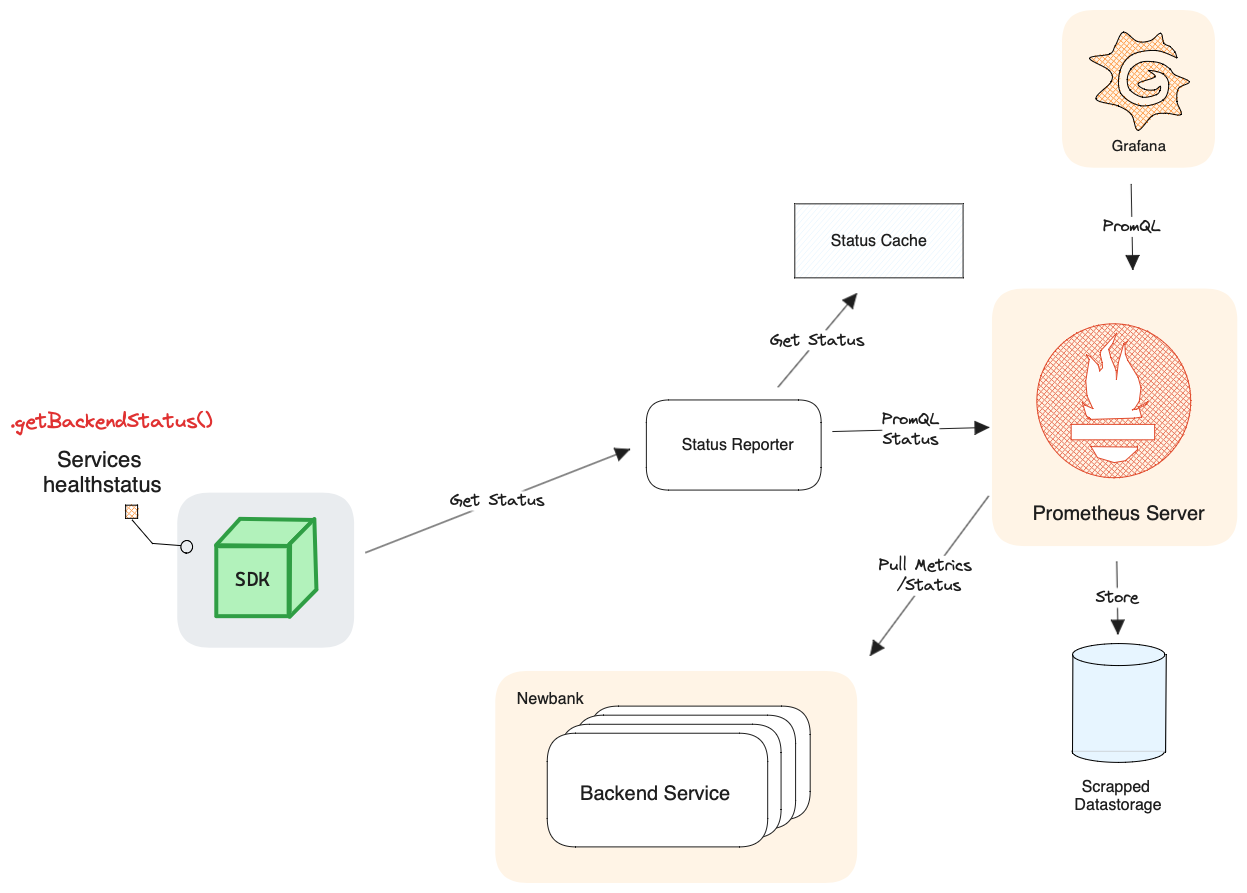 Grafana
PromQL
Status Cache
Get Status
.getBackendStatus()
Services
healthstatus
Status Reporter
PromQL
Status
Get Status
Prometheus Server
SDK
Pull Metrics
/Status
Store
Newbank
Backend Service
Scrapped
Datastorage